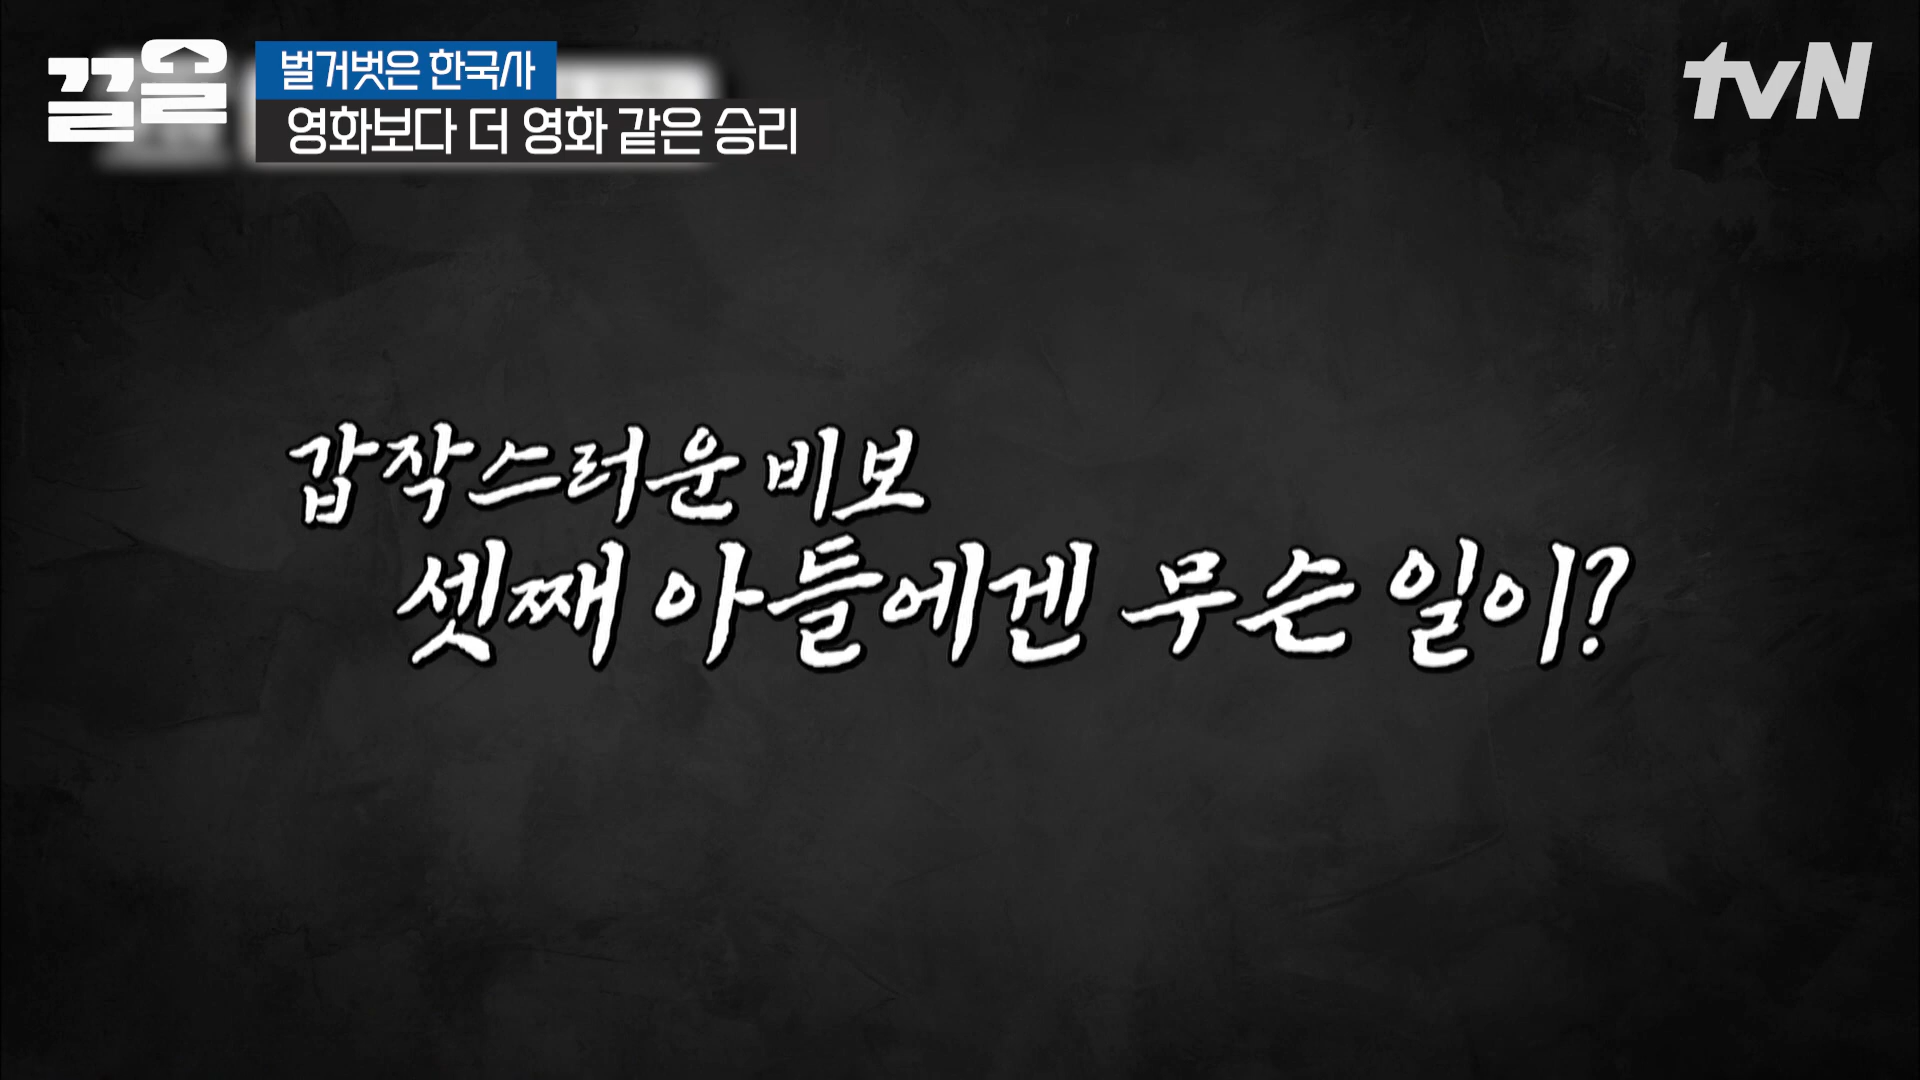 끌올
벌거벗은 한국사
영화보다 더 영화 같은 승리
tvN
갑작스러운 비보
셋째 아들에겐 무슨 일이?